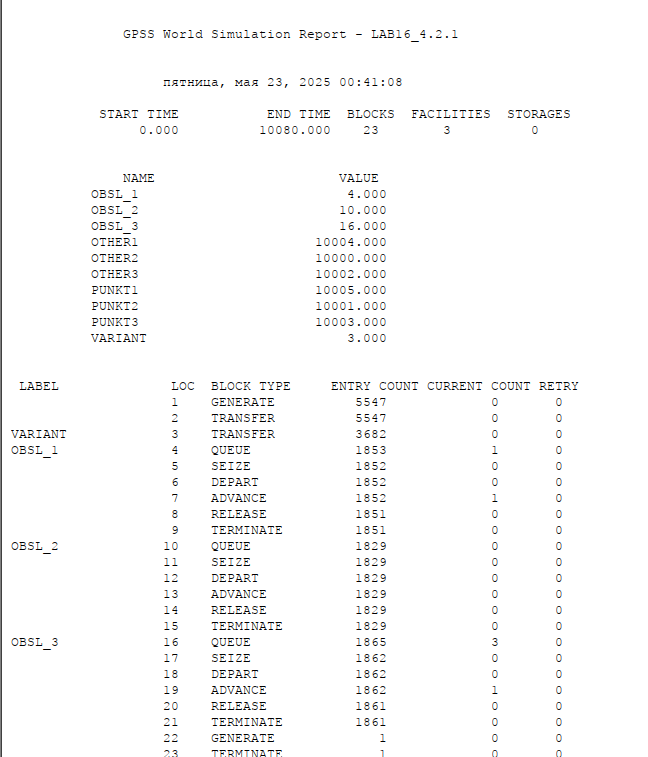 GPSS World Simulation Report - LAB16_4.2.1
пятница, мая 23, 2025 00:41:08
START TIME END TIME BLOCKS FACILITIES STORAGES
0.000 10080.000 23 3 0
NAME VALUE
OBSL_1 4.000
OBSL_2 10.000
OBSL_3 16.000
OTHER1 10004.000
OTHER2 10000.000
OTHER3 10002.000
PUNKT1 10005.000
PUNKT2 10001.000
PUNKT3 10003.000
VARIANT 3.000
LABEL LOC BLOCK TYPE ENTRY COUNT CURRENT COUNT RETRY
1 GENERATE 5547 0 0
2 TRANSFER 5547 0 0
VARIANT 3 TRANSFER 3682 0 0
OBSL_1 4 QUEUE 1853 1 0
5 SEIZE 1852 0 0
6 DEPART 1852 0 0
7 ADVANCE 1852 1 0
8 RELEASE 1851 0 0
9 TERMINATE 1851 0 0
OBSL_2 10 QUEUE 1829 0 0
11 SEIZE 1829 0 0
12 DEPART 1829 0 0
13 ADVANCE 1829 0 0
14 RELEASE 1829 0 0
15 TERMINATE 1829 0 0
OBSL_3 16 QUEUE 1865 3 0
17 SEIZE 1862 0 0
18 DEPART 1862 0 0
19 ADVANCE 1862 1 0
20 RELEASE 1861 0 0
21 TERMINATE 1861 0 0
22 GENERATE 1 0 0
23 TERMINATE 1 0 0